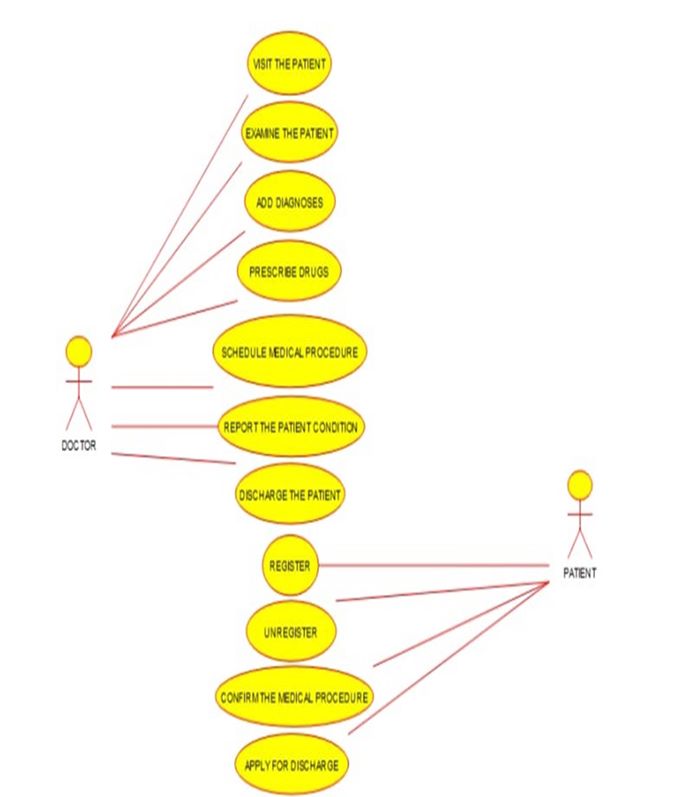 VISIT THE PATIENT
EXAMINE THE PATIENT
ADD DIAGNOSES
PRESCRIBE DRUGS
SCHEDULE MEDICAL PROCEDURE
REPORT THE PATIENT CONDITION
DOCTOR
DISCHARGE THE PATIENT
REGISTER
PATIENT
UNREGISTER
CONFIRM THE MEDICAL PROCEDURE
APPLY FOR DISCHARGE